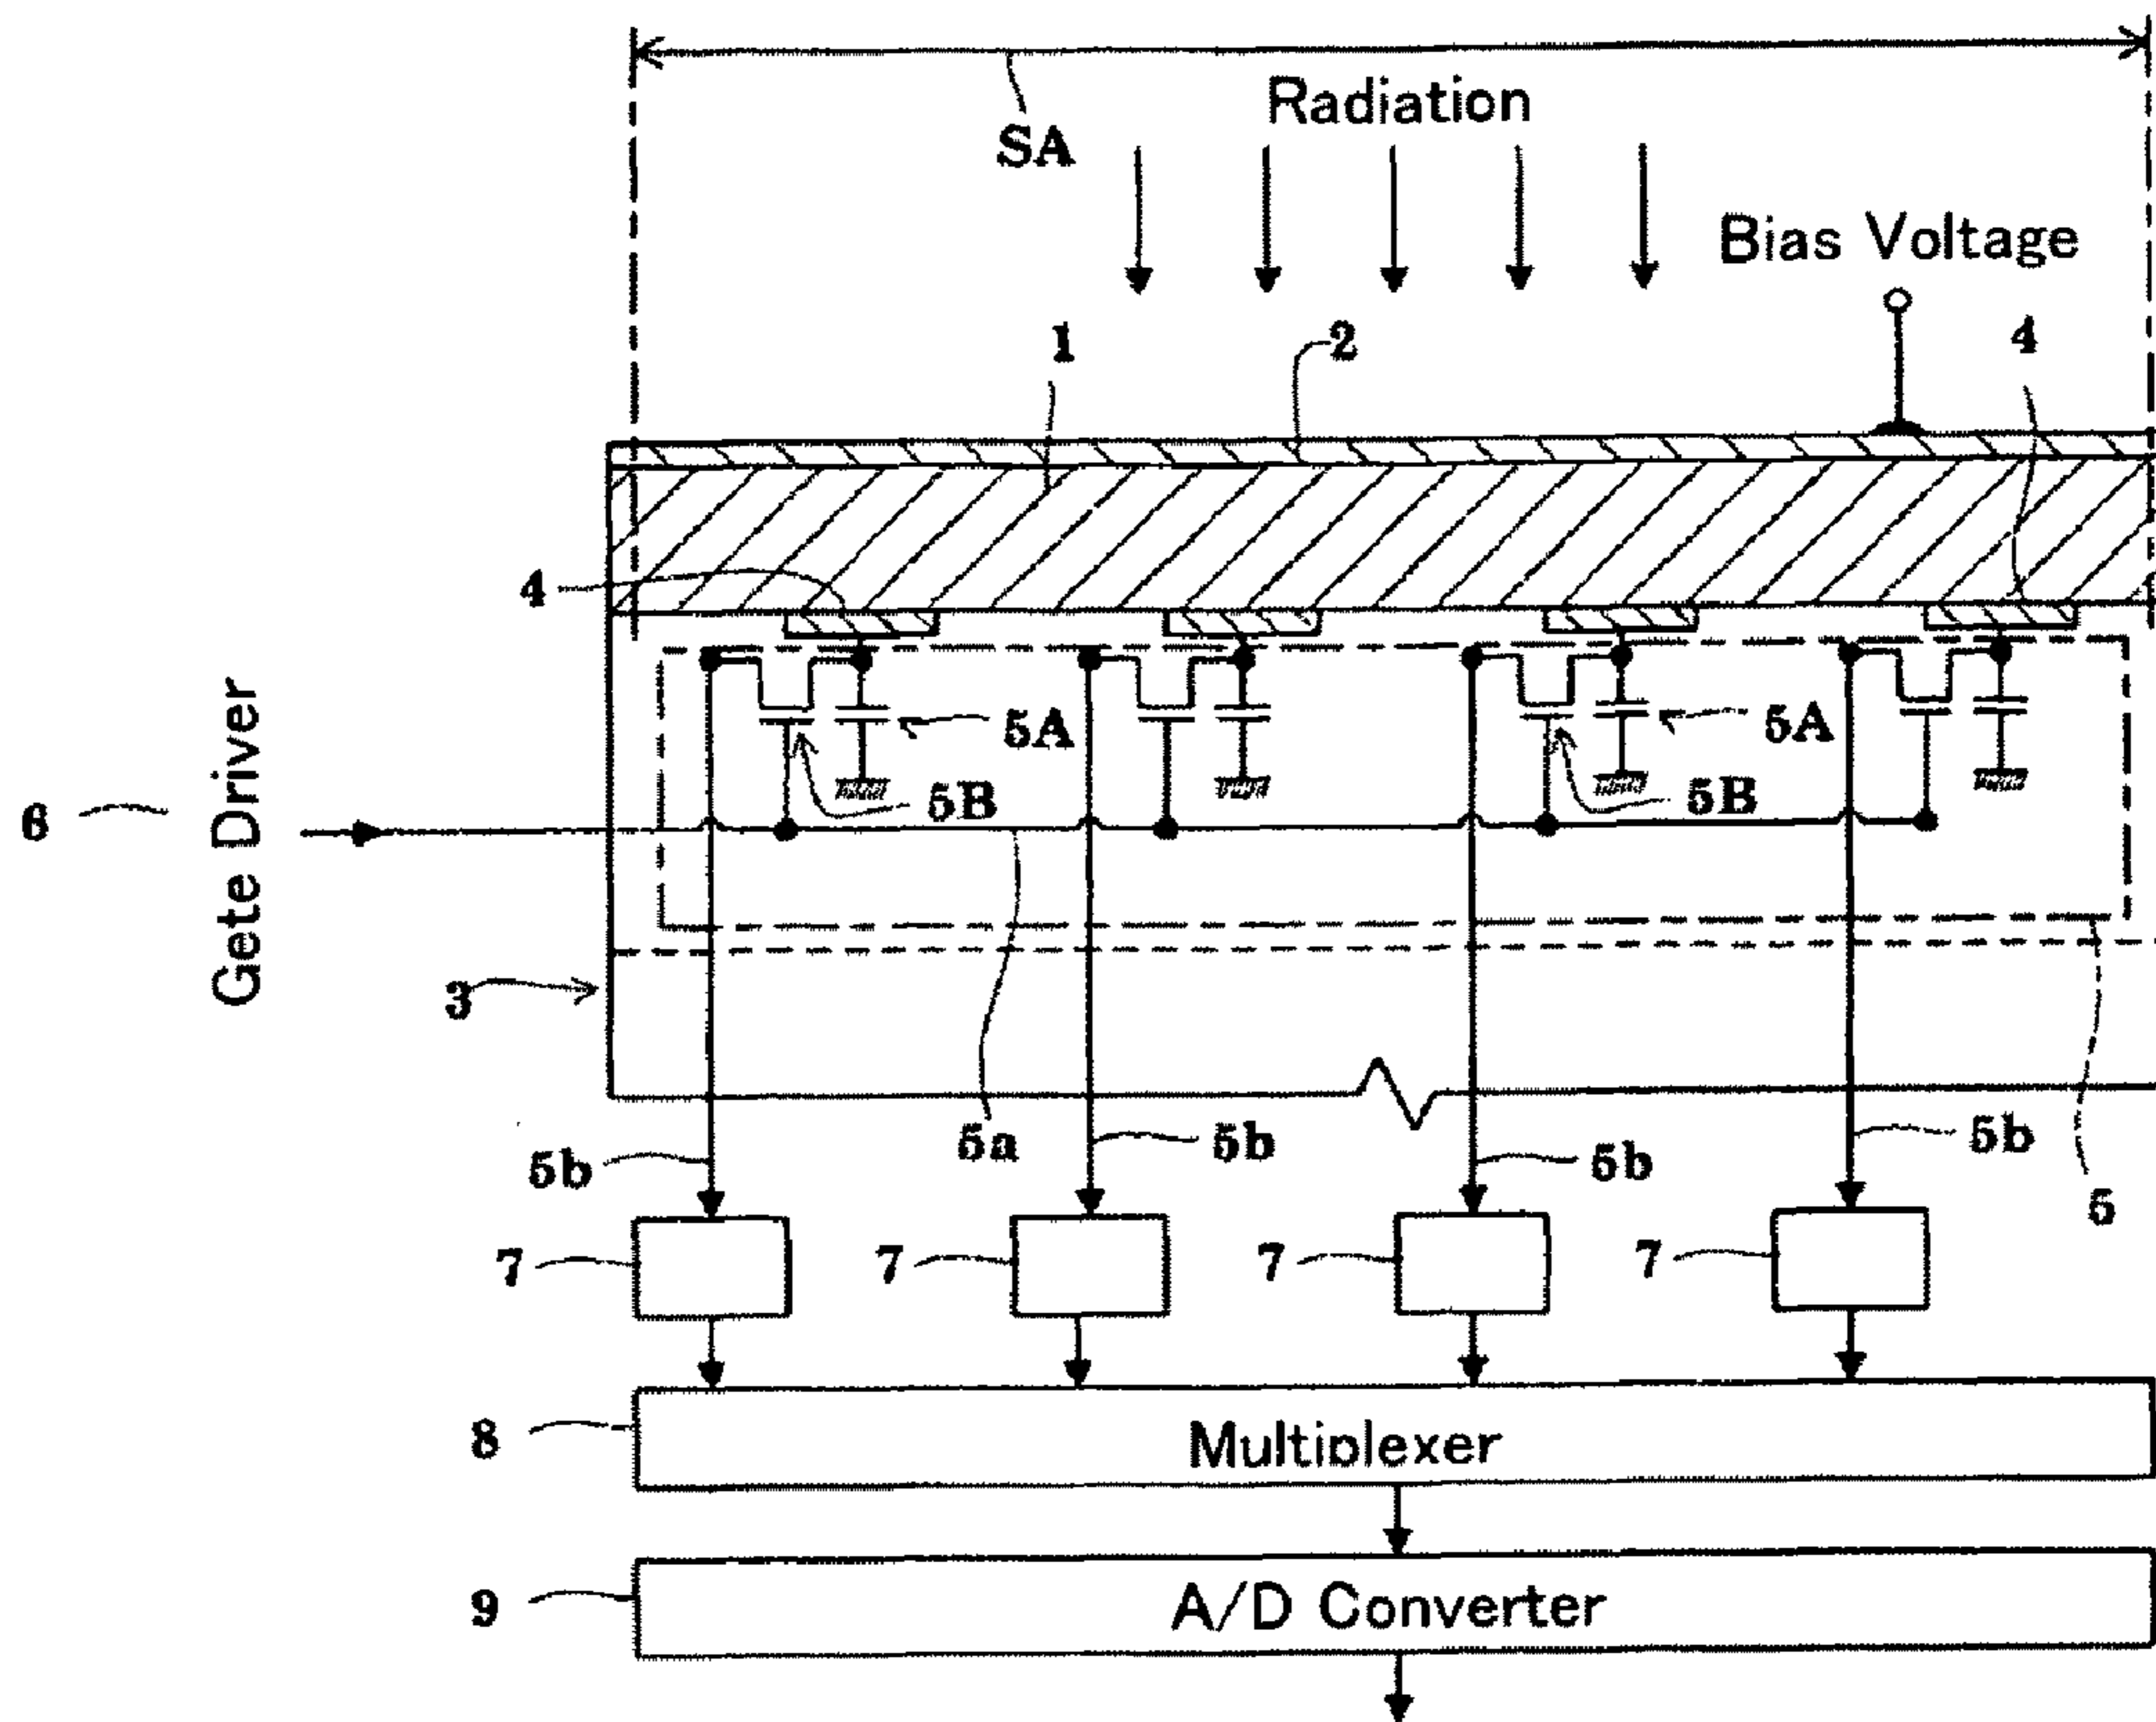 Radiation
SA
Bias Voltage
1
2
4
4
5A
5A
5B
5B
6
Gete Driver
3
5b
5a
5b
5b
5b
5
7
7
7
7
8
Multiplexer
9
A/D Converter